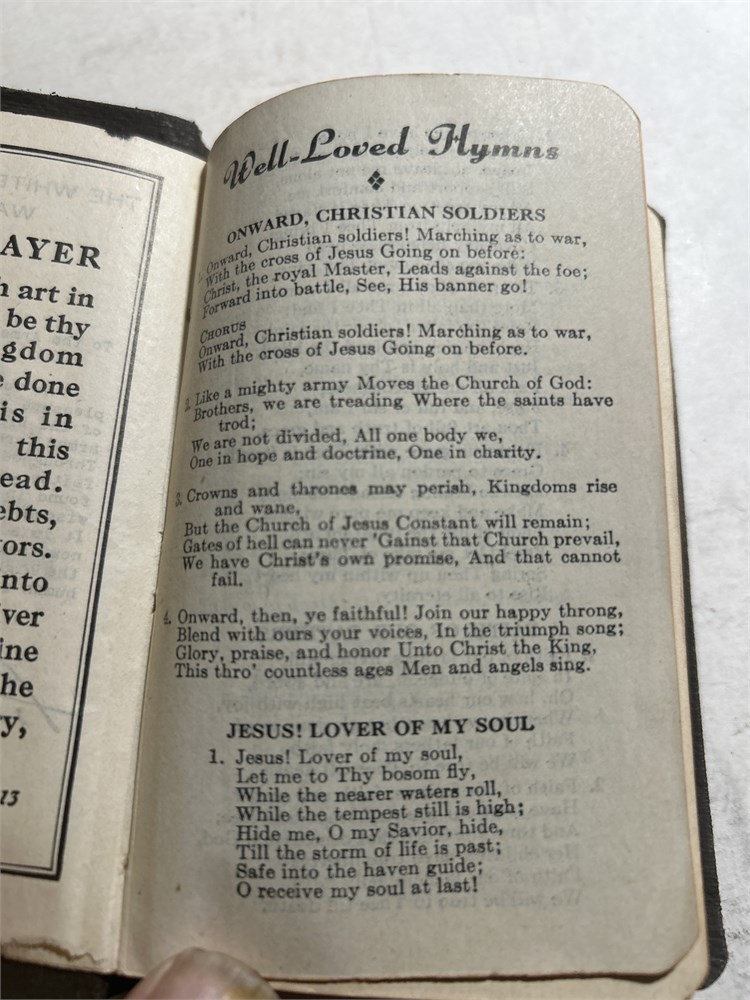 AYER
h art in
be thy
gdom
done
is in
this
ead.
ebts,
tors.
nto
ver
ine
he
y,
13
Well-Loved Hymns
ONWARD, CHRISTIAN SOLDIERS
1. Onward, Christian soldiers! Marching as to war,
With the cross of Jesus Going on before:
Christ, the royal Master, Leads against the foe;
Forward into battle, See, His banner go!
CHORUS
Onward, Christian soldiers! Marching as to war,
With the cross of Jesus Going on before.
2. Like a mighty army Moves the Church of God:
Brothers, we are treading Where the saints have
trod;
We are not divided, All one body we,
One in hope and doctrine, One in charity.
3. Crowns and thrones may perish, Kingdoms rise
and wane,
But the Church of Jesus Constant will remain;
Gates of hell can never 'Gainst that Church prevail,
We have Christ's own promise, And that cannot
fail.
4. Onward, then, ye faithful! Join our happy throng,
Blend with ours your voices, In the triumph song;
Glory, praise, and honor Unto Christ the King,
This thro' countless ages Men and angels sing.
JESUS! LOVER OF MY SOUL
1. Jesus! Lover of my soul,
Let me to Thy bosom fly,
While the nearer waters roll,
While the tempest still is high;
Hide me, O my Savior, hide,
Till the storm of life is past;
Safe into the haven guide;
O receive my soul at last!